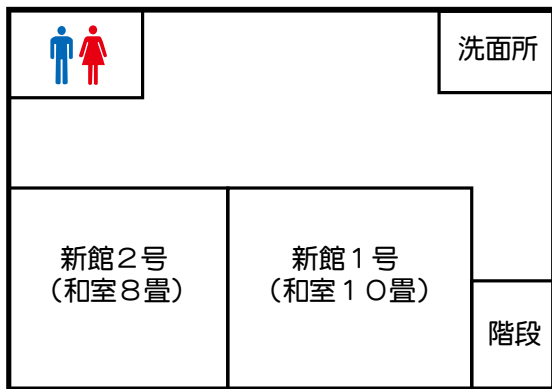 洗面所
新館２号
（和室８畳）
新館１号
（和室１０畳）
階段